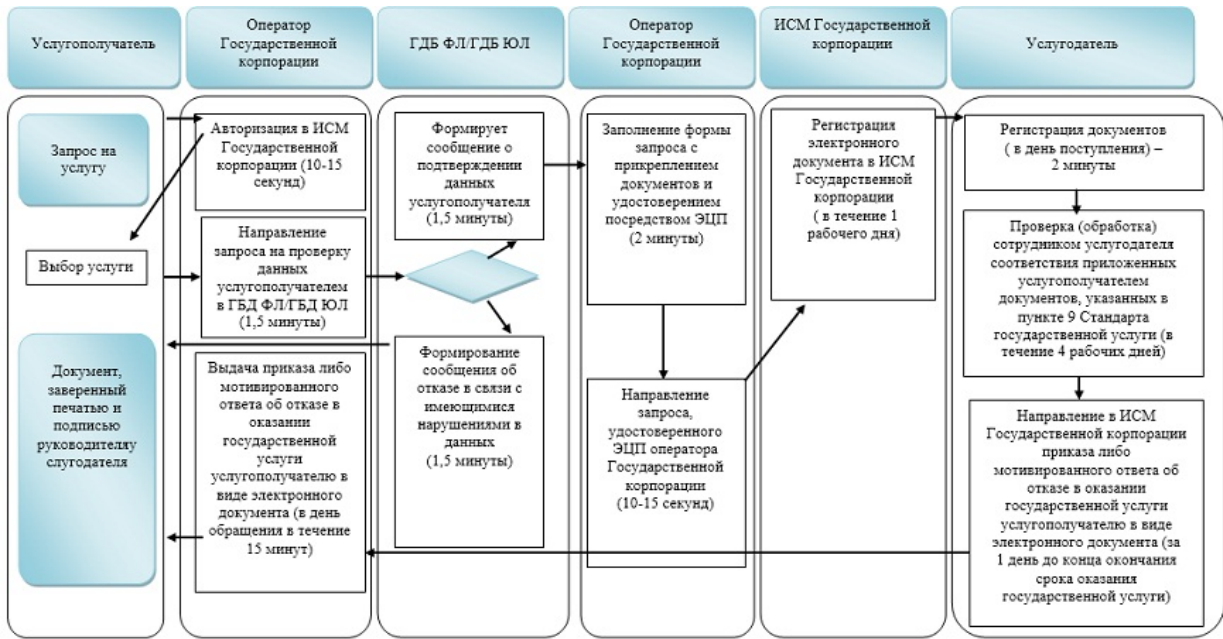 Услугополучатель
Оператор
Государственной
корпорации
ГДБ ФЛ/ГДБ ЮЛ
Оператор
Государственной
корпорации
ИСМ Государственной
корпорации
Услугодатель
Запрос на
услугу
Выбор услуги
Документ,
заверенный
печатью и
подписью
руководителяу
слугодателя
Авторизация в ИСМ
Государственной
корпорации (10-15
секунд)
Направление
запроса на проверку
данных
услугополучателем
в ГБД ФЛ/ГБД ЮЛ
(1,5 минуты)
Выдача приказа либо
мотивированного
ответа об отказе в
оказании
государственной
услуги
услугополучателю в
виде электронного
документа (в день
обращения в течение
15 минут)
Формирует
сообщение о
подтверждении
данных
услугополучателя
(1,5 минуты)
Формирование
сообщения об
отказе в связи с
имеющимися
нарушениями в
данных
(1,5 минуты)
Заполнение формы
запроса с
прикреплением
документов и
удостоверением
посредством ЭЦП
(2 минуты)
Направление
запроса,
удостоверенного
ЭЦП оператора
Государственной
корпорации
(10-15 секунд)
Регистрация
электронного
документа в ИСМ
Государственной
корпорации
( в течение 1
рабочего дня)
Регистрация документов
( в день поступления) –
2 минуты
Проверка (обработка)
сотрудником услугодателя
соответствия приложенных
услугополучателем
документов, указанных в
пункте 9 Стандарта
государственной услуги (в
течение 4 рабочих дней)
Направление в ИСМ
Государственной корпорации
приказа либо
мотивированного ответа об
отказе в оказании
государственной услуги
услугополучателю в виде
электронного документа (за
1 день до конца окончания
срока оказания
государственной услуги)